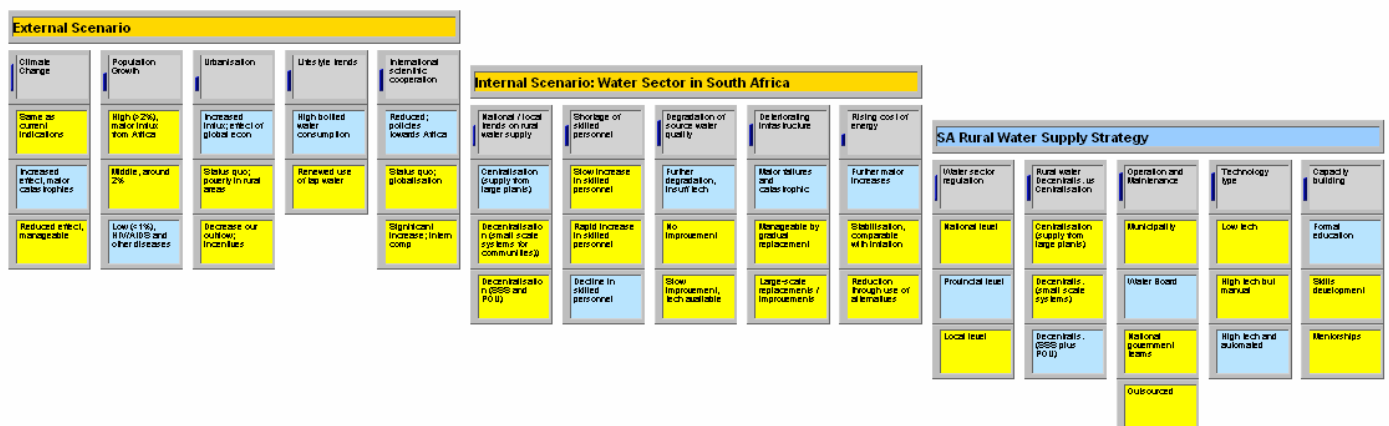 External Scenario
Climate
Change
Same as
current
indications
Increased
effect, major
catastrophies
Reduced effect,
manageable
Population
Growth
High (>2%),
major influx
from Africa
Middle, around
2%
Low (<1%),
HIV/AIDS and
other diseases
Urbanisation
Increased
influx; effect of
global econ
Status quo;
poverty in rural
areas
Decrease our
outflow;
incentives
Lifestyle trends
High bottled
water
consumption
Renewed use
of tap water
International
scientific
cooperation
Reduced;
policies
towards Africa
Status quo;
globalisation
Significant
increase; intern
comp
Internal Scenario: Water Sector in South Africa
National / local
trends on rural
water supply
Centralisation
(supply from
large plants)
Decentralisatio
n (small scale
systems for
communities))
Decentralisatio
n (SSS and
POU)
Shortage of
skilled
personnel
Slow increase
in skilled
personnel
Rapid increase
in skilled
personnel
Decline in
skilled
personnel
Degradation of
source water
quality
Further
degradation,
insuff tech
No
improvement
Slow
improvement,
tech available
Deteriorating
infrastructure
Major failures
and
catastrophic
Manageable by
gradual
replacement
Large-scale
replacements /
improvements
Rising cost of
energy
Further major
increases
Stabilisation,
comparable
with inflation
Reduction
through use of
alternatives
SA Rural Water Supply Strategy
Water sector
regulation
National level
Provincial level
Local level
Rural water
Decentralis. vs
Centralisation
Centralisation
(supply from
large plants)
Decentralis.
(small scale
systems)
Decentralis.
(SSS plus
POU)
Operation and
Maintenance
Municipality
Water Board
National
government
teams
Outsourced
Technology
type
Low tech
High tech but
manual
High tech and
automated
Capacity
building
Formal
education
Skills
development
Mentorships